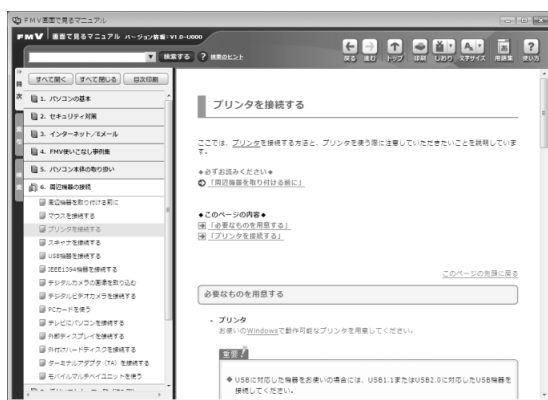 FMV画面で見るマニュアル
FMV 画面で見るマニュアル バージョン情報:V1.0-U000
検索する ? 検索のヒント
戻る 進む トップ 印刷 しおり 文字サイズ 用語集 使い方
目次
すべて開く すべて閉じる 目次印刷
1. パソコンの基本
2. セキュリティ対策
3. インターネット/Eメール
4. FMV使いこなし事例集
5. パソコン本体の取り扱い
6. 周辺機器の接続
周辺機器を取り付ける前に
マウスを接続する
プリンタを接続する
スキャナを接続する
USB機器を接続する
IEEE1394機器を接続する
デジタルカメラの画像を取り込む
デジタルビデオカメラを接続する
PCカードを使う
テレビにパソコンを接続する
外部ディスプレイを接続する
外付けハードディスクを接続する
ターミナルアダプタ(TA)を接続する
モバイルマルチベイユニットを使う
プリンタを接続する
ここでは、プリンタを接続する方法と、プリンタを使う際に注意していただきたいことを説明していま
す。
◆必ずお読みください◆
「周辺機器を取り付ける前に」
◆このページの内容◆
「必要なものを用意する」
「プリンタを接続する」
このページの先頭に戻る
必要なものを用意する
・ プリンタ
お使いのWindowsで動作可能なプリンタを用意してください。
重要!
◆ USBに対応した機器をお使いの場合には、USB1.1またはUSB2.0に対応したUSB機器を
接続してください。